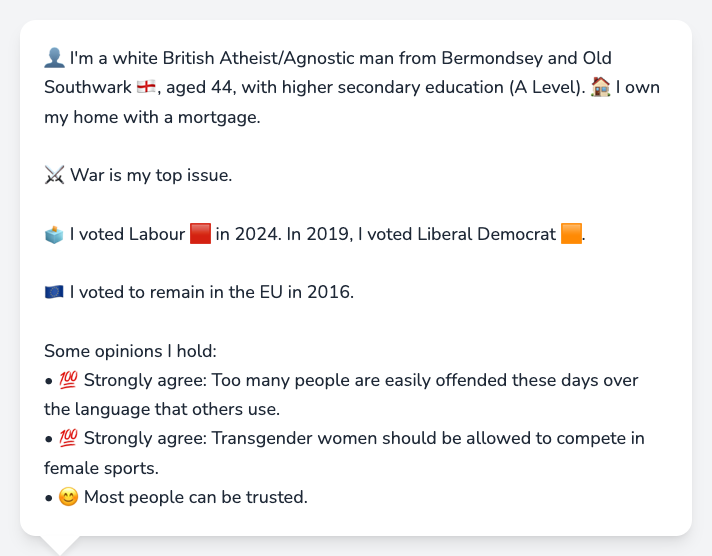 👤 I'm a white British Atheist/Agnostic man from Bermondsey and Old
Southwark 🏴󠁧󠁢󠁥󠁮󠁧󠁿, aged 44, with higher secondary education (A Level). 🏠 I own
my home with a mortgage.
⚔️ War is my top issue.
🗳️ I voted Labour 🟥 in 2024. In 2019, I voted Liberal Democrat 🟧.
🇪🇺 I voted to remain in the EU in 2016.
Some opinions I hold:
• 💯 Strongly agree: Too many people are easily offended these days over
the language that others use.
• 💯 Strongly agree: Transgender women should be allowed to compete in
female sports.
• 😊 Most people can be trusted.